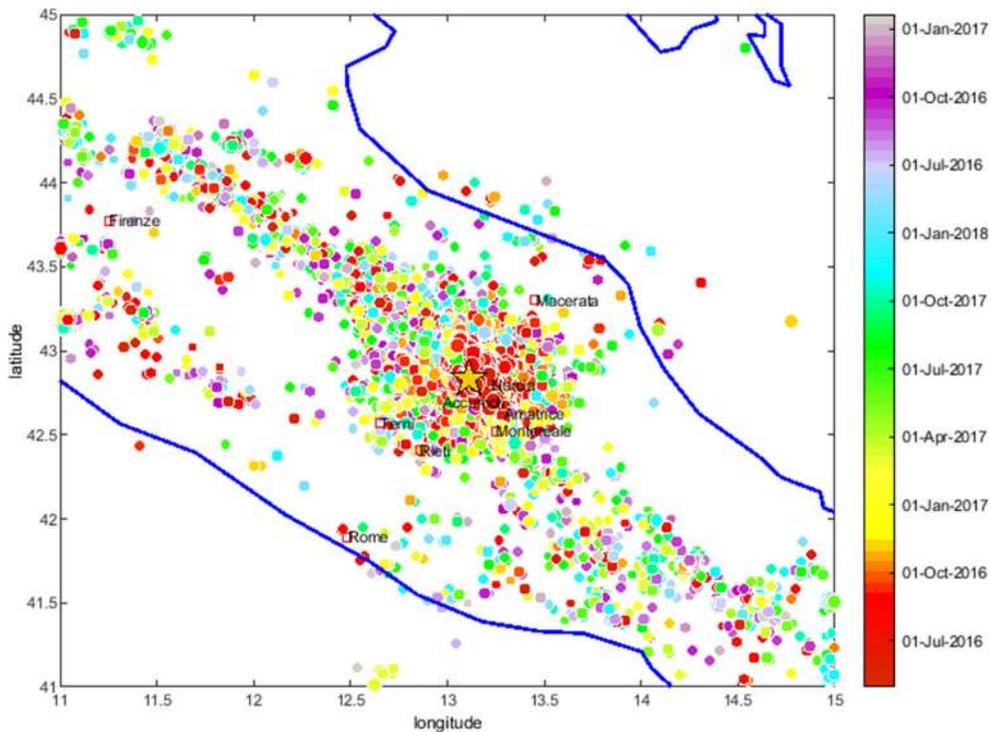 45
44.5
44
43.5
43
42.5
42
41.5
41
latitude
Firenze
Macerata
Amatrice
Montereale
Terni
Rieti
Rome
11
11.5
12
12.5
13
13.5
14
14.5
15
longitude
01-Jan-2017
01-Oct-2016
01-Jul-2016
01-Jan-2018
01-Oct-2017
01-Jul-2017
01-Apr-2017
01-Jan-2017
01-Oct-2016
01-Jul-2016